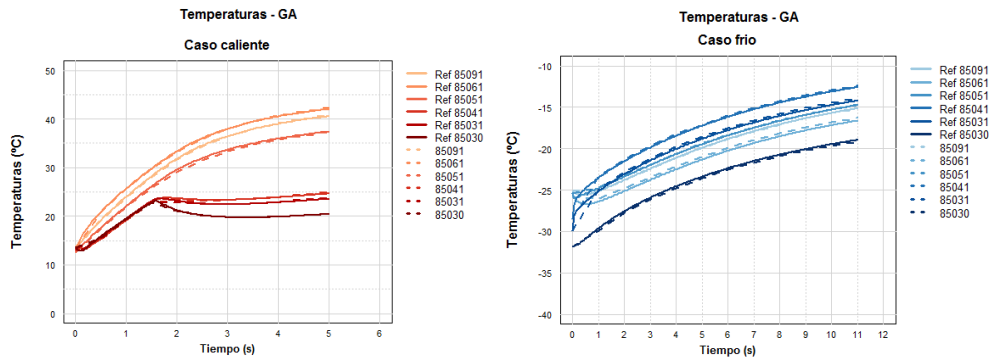 Temperaturas - GA
Caso caliente
Temperaturas (ºC)
50
40
30
20
10
0
0 1 2 3 4 5 6
Tiempo (s)
Ref 85091
Ref 85061
Ref 85051
Ref 85041
Ref 85031
Ref 85030
85091
85061
85051
85041
85031
85030
Temperaturas - GA
Caso frio
Temperaturas (ºC)
-10
-15
-20
-25
-30
-35
-40
0 1 2 3 4 5 6 7 8 9 10 11 12
Tiempo (s)
Ref 85091
Ref 85061
Ref 85051
Ref 85041
Ref 85031
Ref 85030
85091
85061
85051
85041
85031
85030